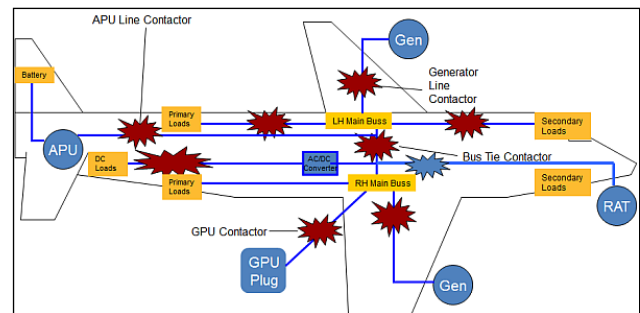 APU Line Contactor
Gen
Battery
Generator
Line
Contactor
Primary
Loads
LH Main Buss
Secondary
Loads
APU
DC
Loads
AC/DC
Converter
Bus Tie Contactor
Primary
Loads
RH Main Buss
Secondary
Loads
RAT
GPU Contactor
GPU
Plug
Gen